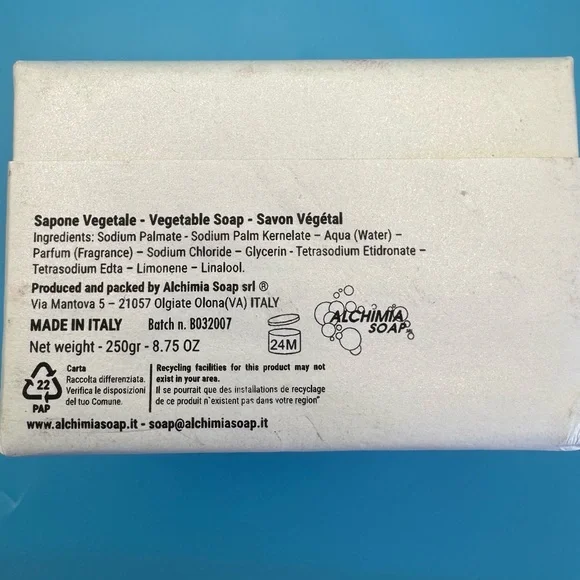 Sapone Vegetale - Vegetable Soap - Savon Végétal
Ingredients: Sodium Palmate - Sodium Palm Kernelate – Aqua (Water) –
Parfum (Fragrance) – Sodium Chloride – Glycerin - Tetrasodium Etidronate –
Tetrasodium Edta – Limonene – Linalool.
Produced and packed by Alchimia Soap srl ®
Via Mantova 5 – 21057 Olgiate Olona(VA) ITALY
MADE IN ITALY Batch n. B032007
Net weight - 250gr - 8.75 OZ
24M
ALCHIMIA
SOAP
22
PAP
Carta
Raccolta differenziata.
Verifica le disposizioni
del tuo Comune.
Recycling facilities for this product may not
exist in your area.
Il se pourrait que des installations de recyclage
de ce produit n`existent pas dans votre region"
www.alchimiasoap.it - soap@alchimiasoap.it